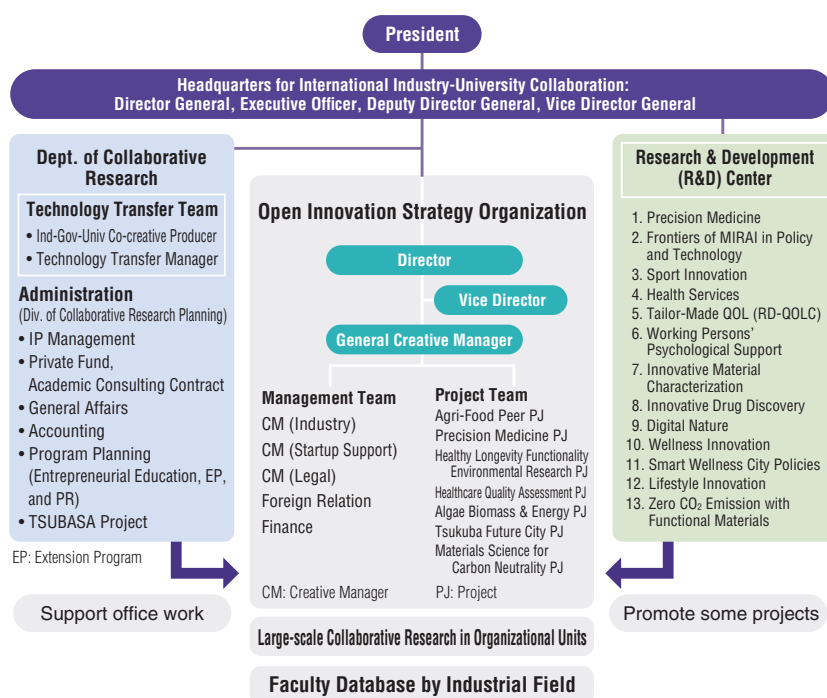 President
Headquarters for International Industry-University Collaboration:
Director General, Executive Officer, Deputy Director General, Vice Director General
Dept. of Collaborative
Research
Technology Transfer Team
• Ind-Gov-Univ Co-creative Producer
• Technology Transfer Manager
Administration
(Div. of Collaborative Research Planning)
• IP Management
• Private Fund,
Academic Consulting Contract
• General Affairs
• Accounting
• Program Planning
(Entrepreneurial Education, EP,
and PR)
• TSUBASA Project
EP: Extension Program
Support office work
Open Innovation Strategy Organization
Director
Vice Director
General Creative Manager
Management Team
CM (Industry)
CM (Startup Support)
CM (Legal)
Foreign Relation
Finance
CM: Creative Manager
Project Team
Agri-Food Peer PJ
Precision Medicine PJ
Healthy Longevity Functionality
Environmental Research PJ
Healthcare Quality Assessment PJ
Algae Biomass & Energy PJ
Tsukuba Future City PJ
Materials Science for
Carbon Neutrality PJ
PJ: Project
Large-scale Collaborative Research in Organizational Units
Faculty Database by Industrial Field
Research & Development
(R&D) Center
1. Precision Medicine
2. Frontiers of MIRAI in Policy
and Technology
3. Sport Innovation
4. Health Services
5. Tailor-Made QOL (RD-QOLC)
6. Working Persons’
Psychological Support
7. Innovative Material
Characterization
8. Innovative Drug Discovery
9. Digital Nature
10. Wellness Innovation
11. Smart Wellness City Policies
12. Lifestyle Innovation
13. Zero CO₂ Emission with
Functional Materials
Promote some projects